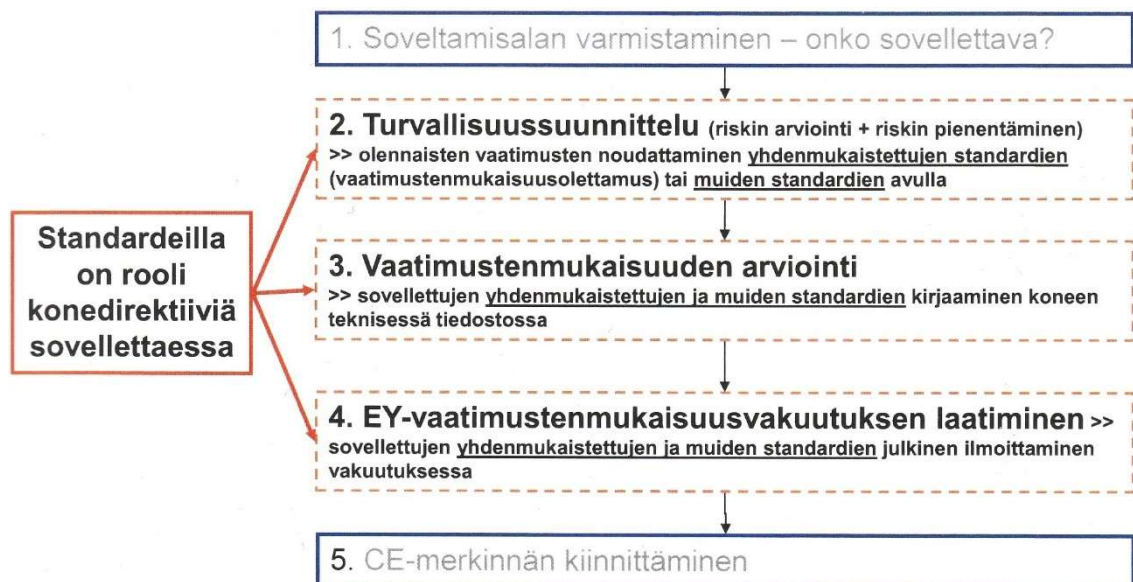 1. Soveltamisalan varmistaminen – onko sovellettava?
2. Turvallisuussuunnittelu (riskin arviointi + riskin pienentäminen)
>> olennaisten vaatimusten noudattaminen yhdenmukaistettujen standardien
(vaatimustenmukaisuusolettamus) tai muiden standardien avulla
Standardeilla
on rooli
konedirektiiviä
sovellettaessa
3. Vaatimustenmukaisuuden arviointi
>> sovellettujen yhdenmukaistettujen ja muiden standardien kirjaaminen koneen
teknisessä tiedostossa
4. EY-vaatimustenmukaisuusvakuutuksen laatiminen >>
sovellettujen yhdenmukaistettujen ja muiden standardien julkinen ilmoittaminen
vakuutuksessa
5. CE-merkinnän kiinnittäminen